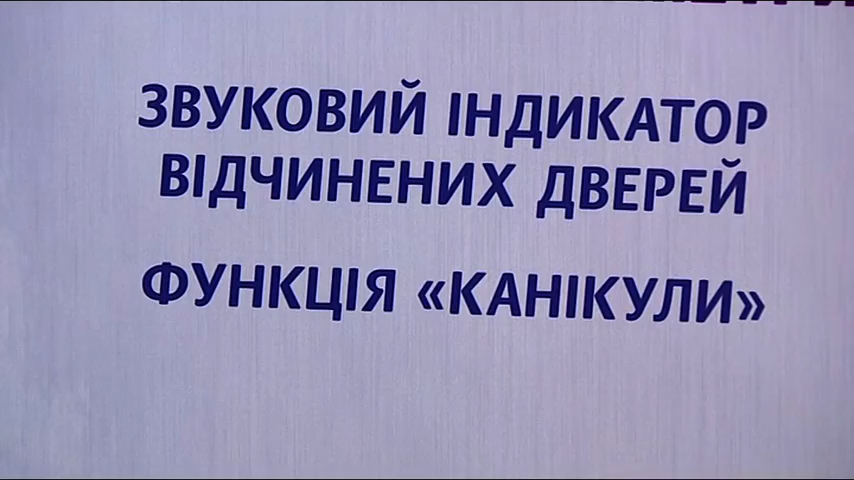 ЗВУКОВИЙ ІНДИКАТОР
ВІДЧИНЕНИХ ДВЕРЕЙ
ФУНКЦІЯ «КАНІКУЛИ»